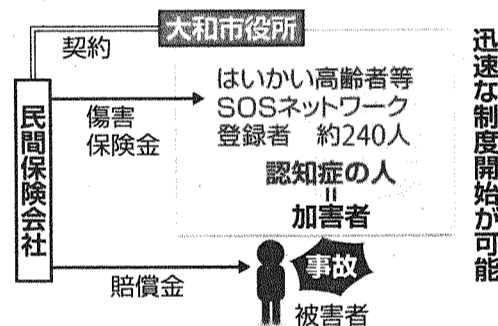 大和市役所
契約
迅速な制度開始が可能
民間保険会社
傷害
保険金
はいかい高齢者等
SOSネットワーク
登録者 約240人
認知症の人
=
加害者
事故
賠償金
被害者